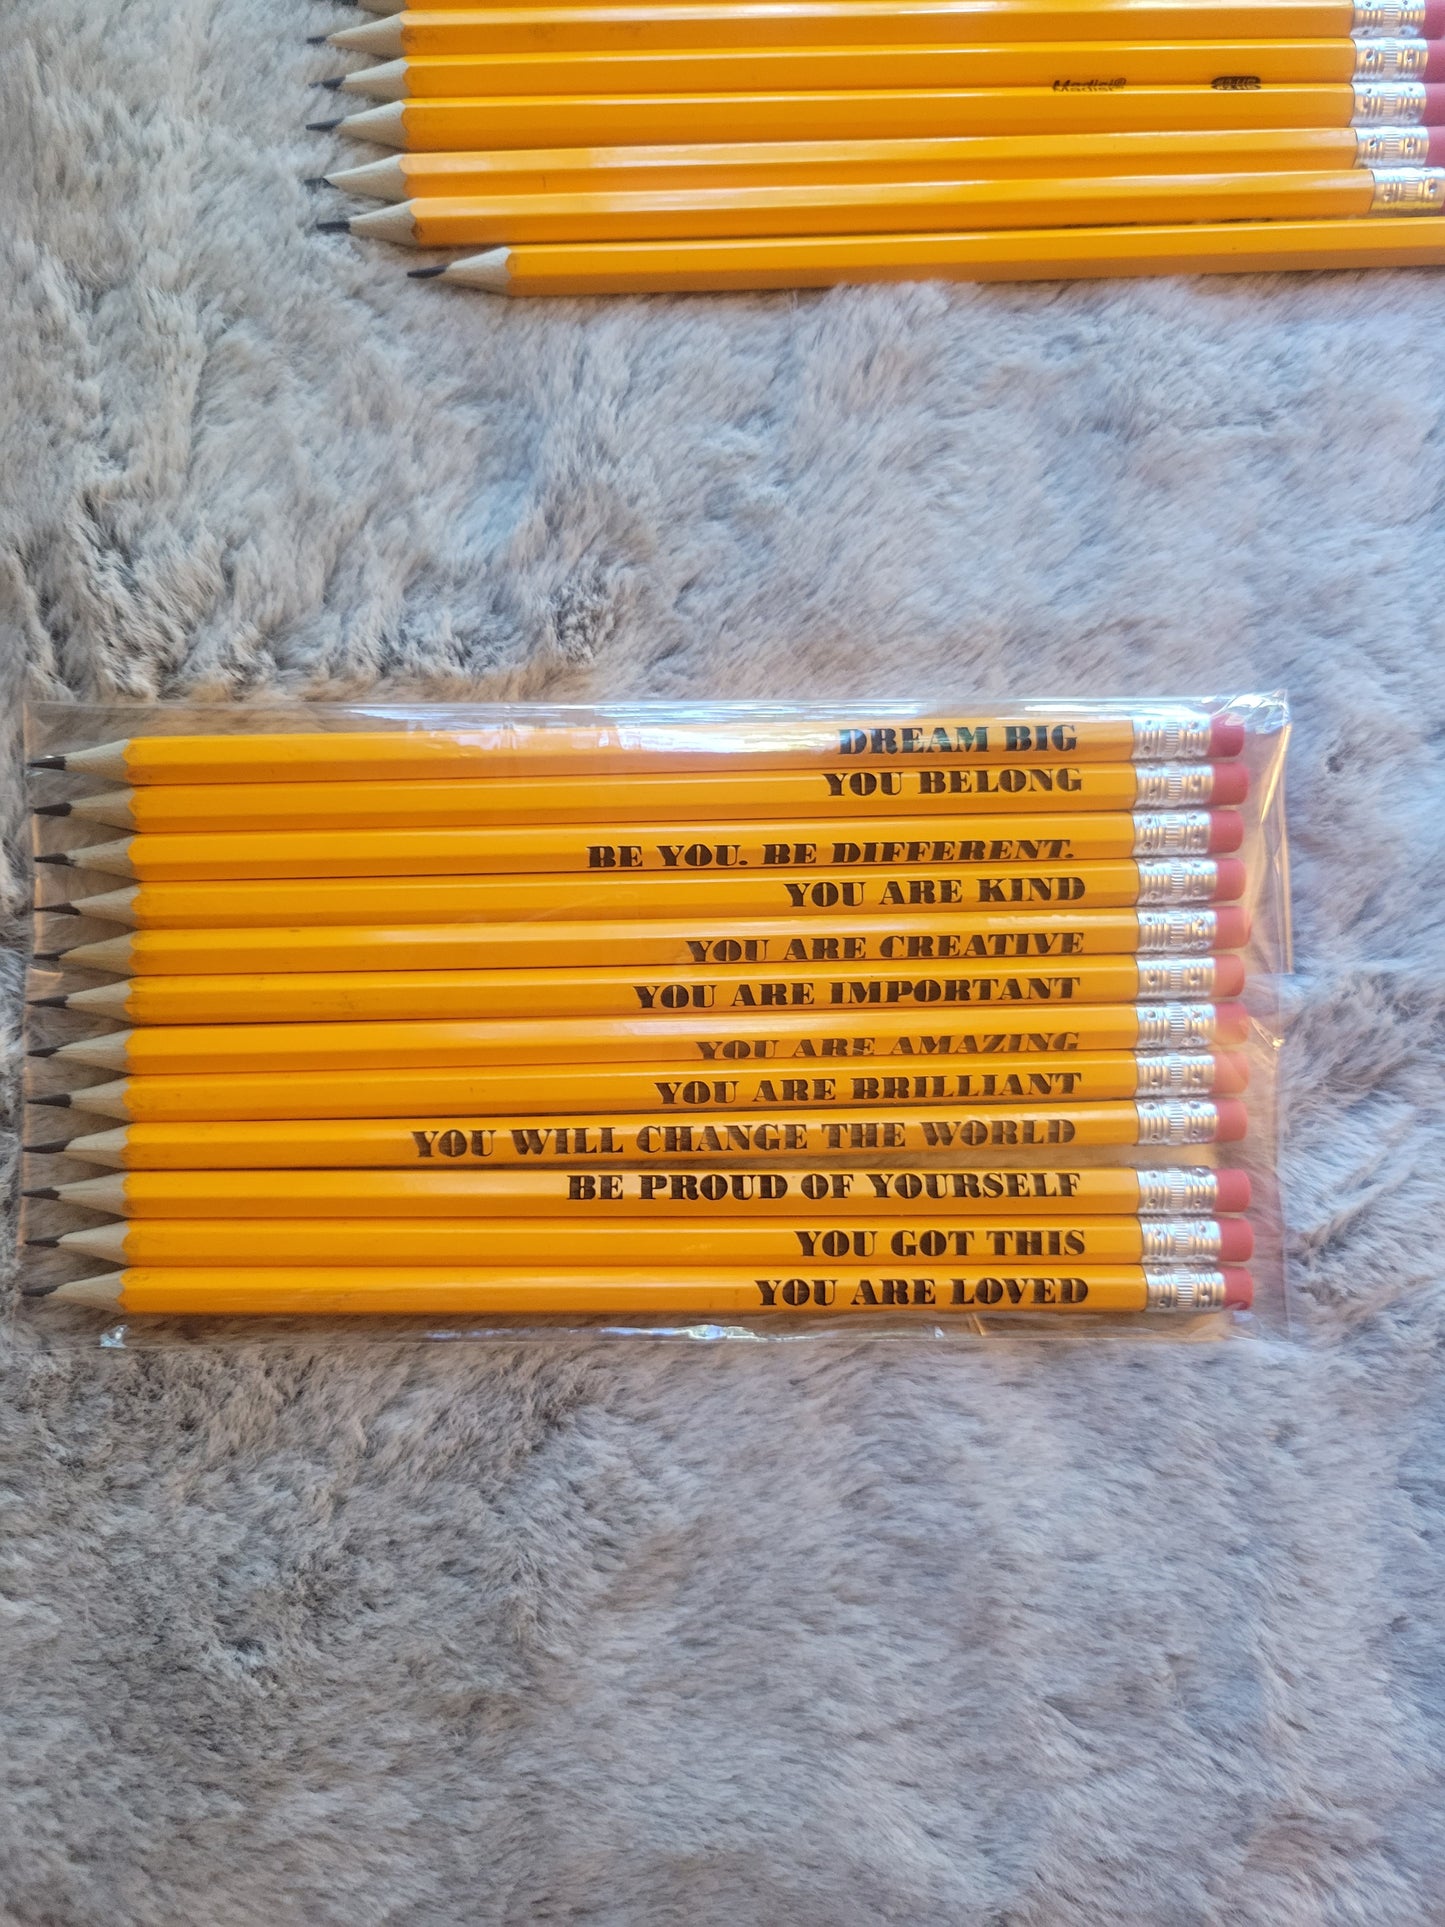 DREAM BIG
YOU BELONG
BE YOU. BE DIFFERENT.
YOU ARE KIND
YOU ARE CREATIVE
YOU ARE IMPORTANT
YOU ARE AMAZING
YOU ARE BRILLIANT
YOU WILL CHANGE THE WORLD
BE PROUD OF YOURSELF
YOU GOT THIS
YOU ARE LOVED